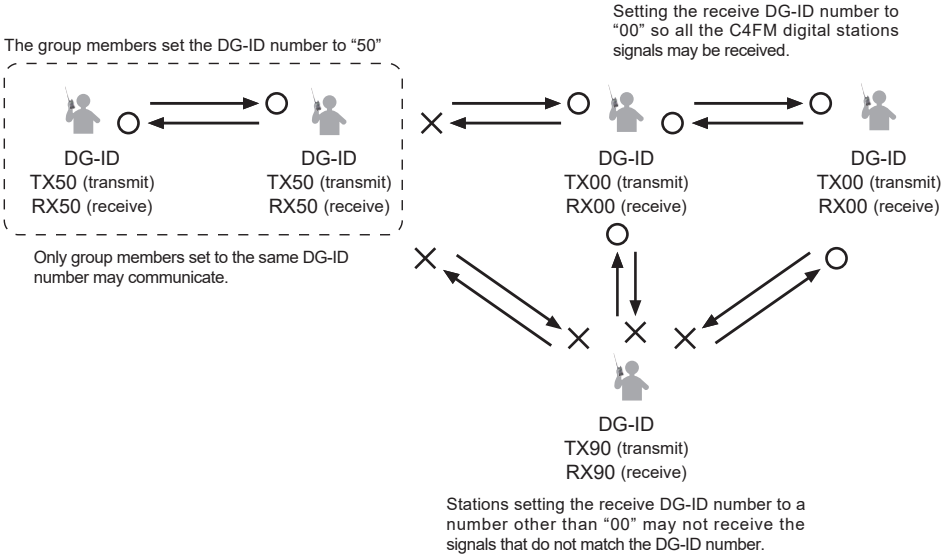 Setting the receive DG-ID number to
“00” so all the C4FM digital stations
signals may be received.
The group members set the DG-ID number to “50”
DG-ID
TX50 (transmit)
RX50 (receive)
DG-ID
TX50 (transmit)
RX50 (receive)
DG-ID
TX00 (transmit)
RX00 (receive)
DG-ID
TX00 (transmit)
RX00 (receive)
Only group members set to the same DG-ID
number may communicate.
DG-ID
TX90 (transmit)
RX90 (receive)
Stations setting the receive DG-ID number to a
number other than “00” may not receive the
signals that do not match the DG-ID number.